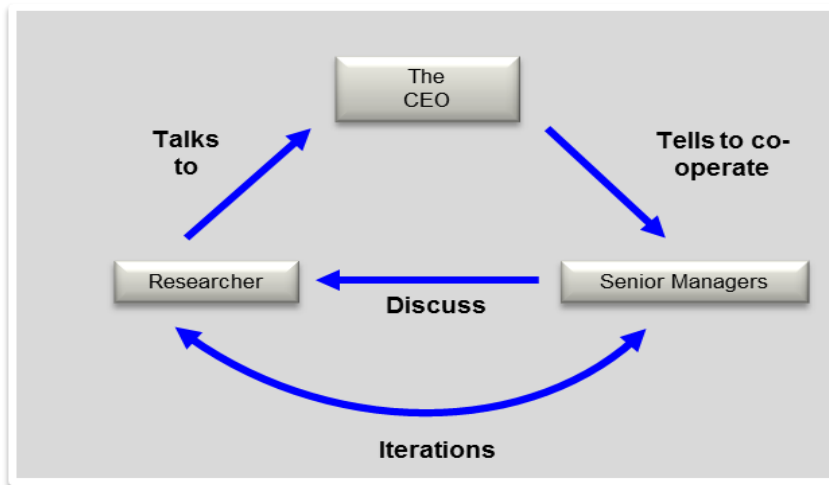 The
CEO
Talks
to
Tells to co-
operate
Researcher
Senior Managers
Discuss
Iterations